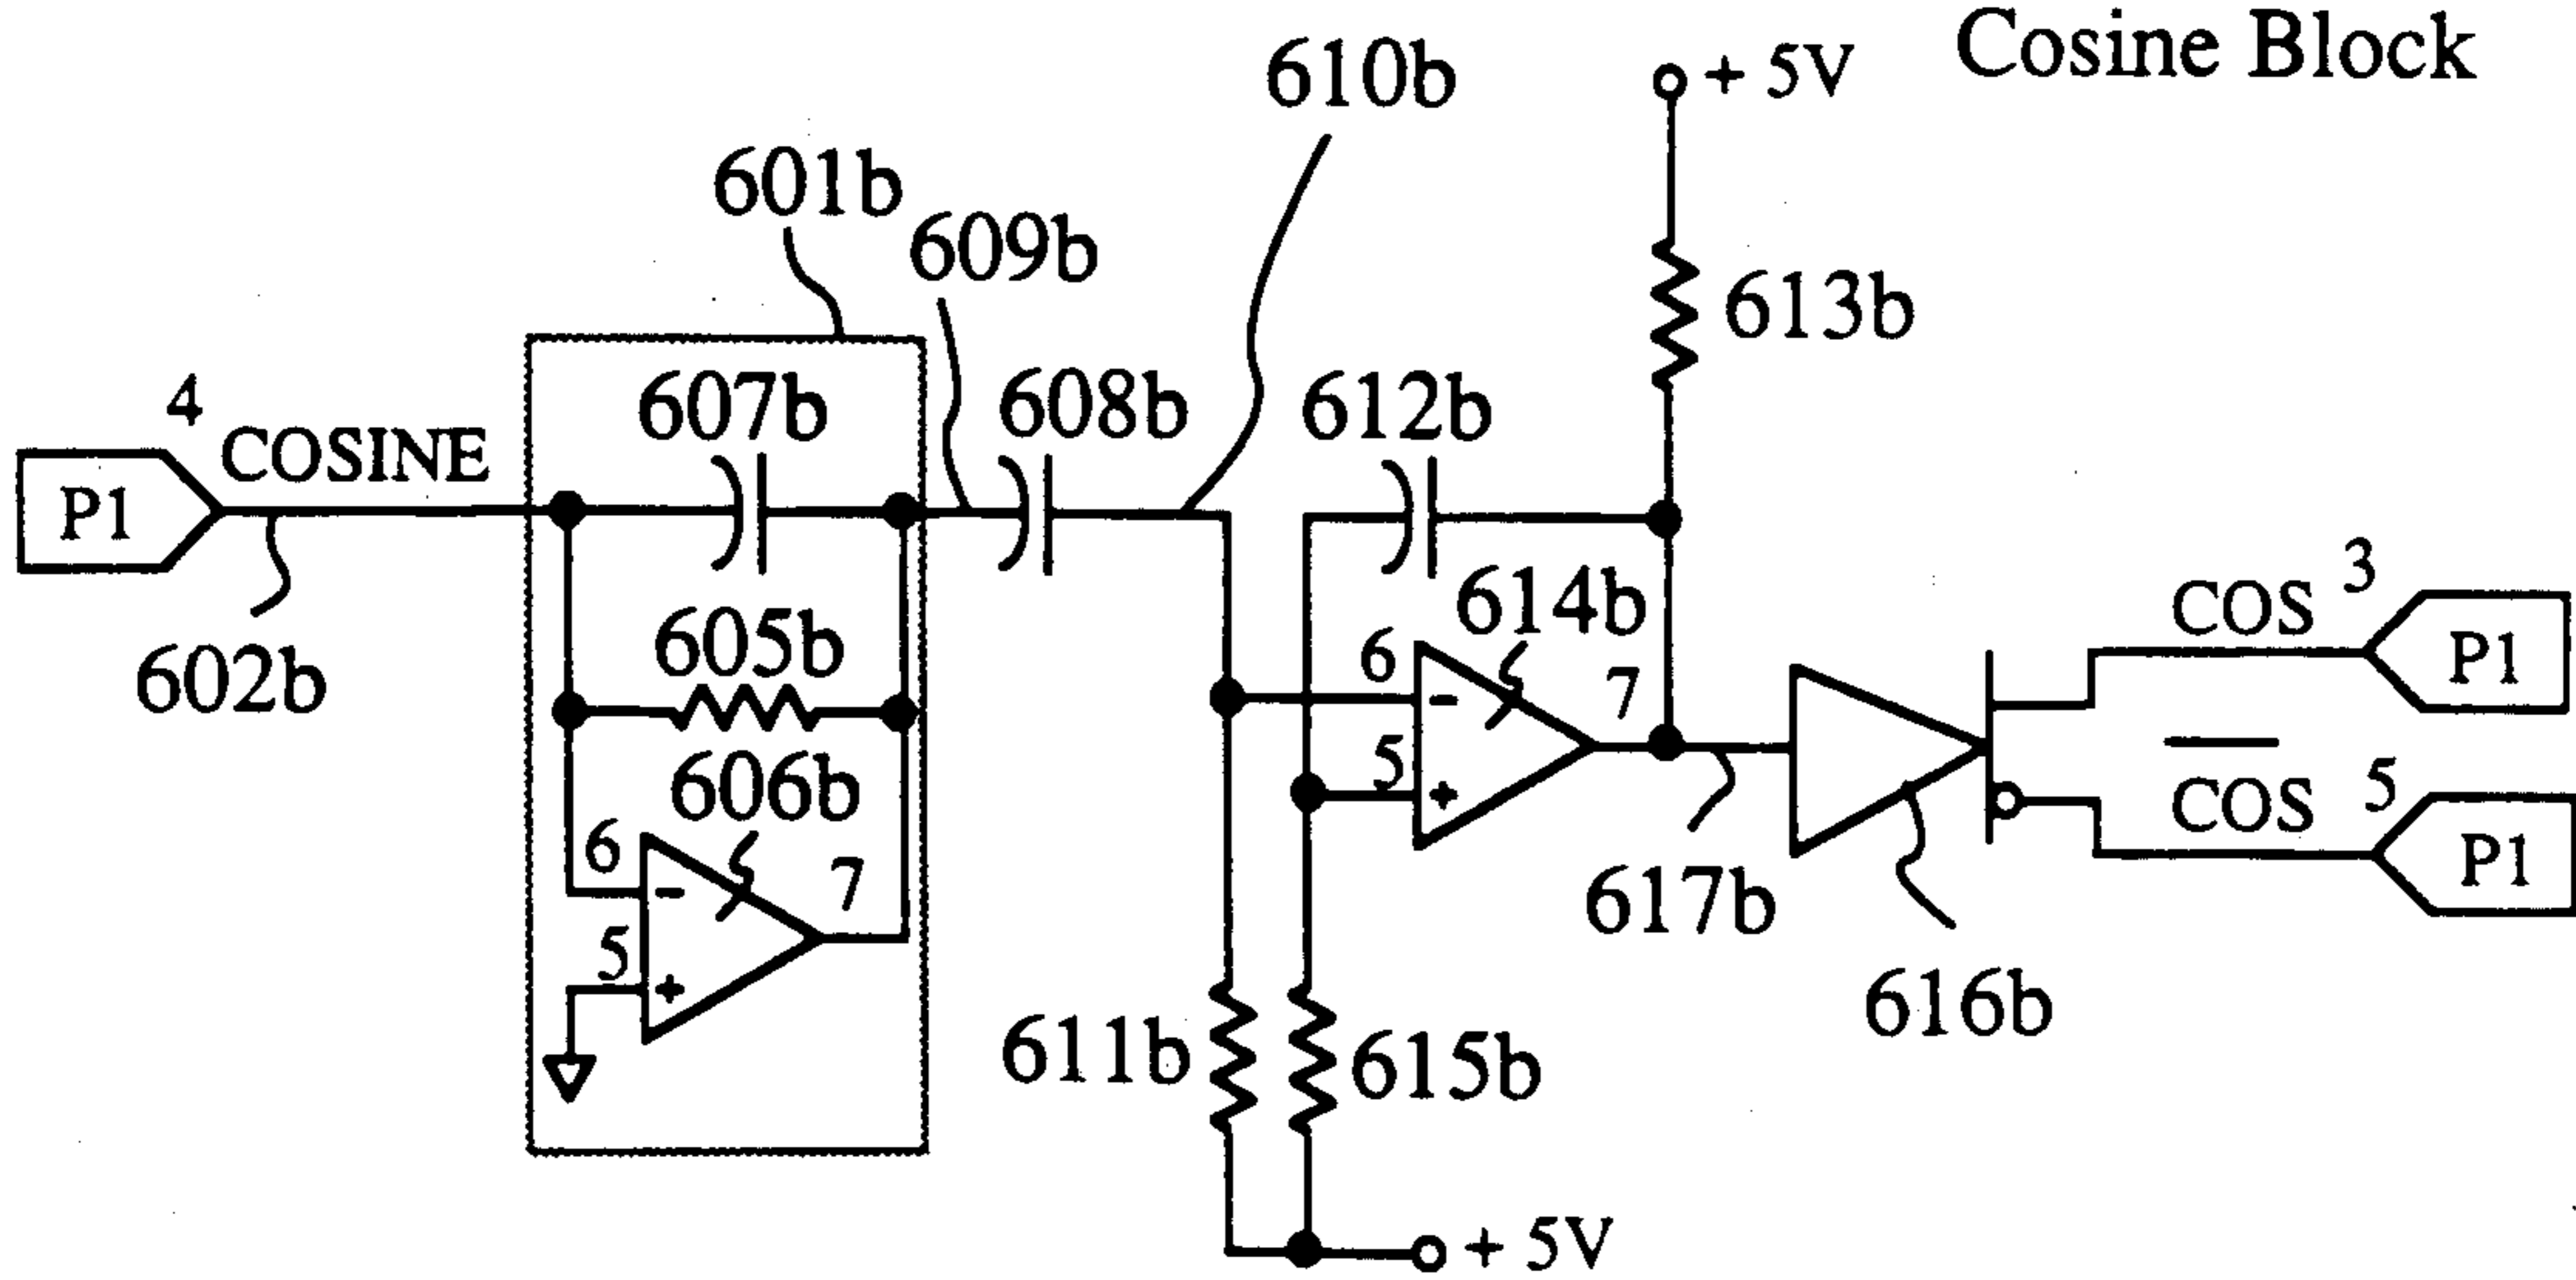 Cosine Block
+ 5V
610b
601b
609b
613b
4
COSINE
P1
607b
608b
612b
602b
605b
606b
6
-
5
+
7
614b
6
-
5
+
7
617b
616b
COS
3
P1
COS
5
P1
611b
615b
+ 5V